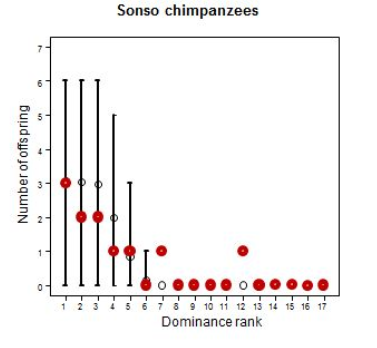 Sonso chimpanzees
Number of offspring
7
6
5
4
3
2
1
0
1 2 3 4 5 6 7 8 9 10 11 12 13 14 15 16 17
Dominance rank